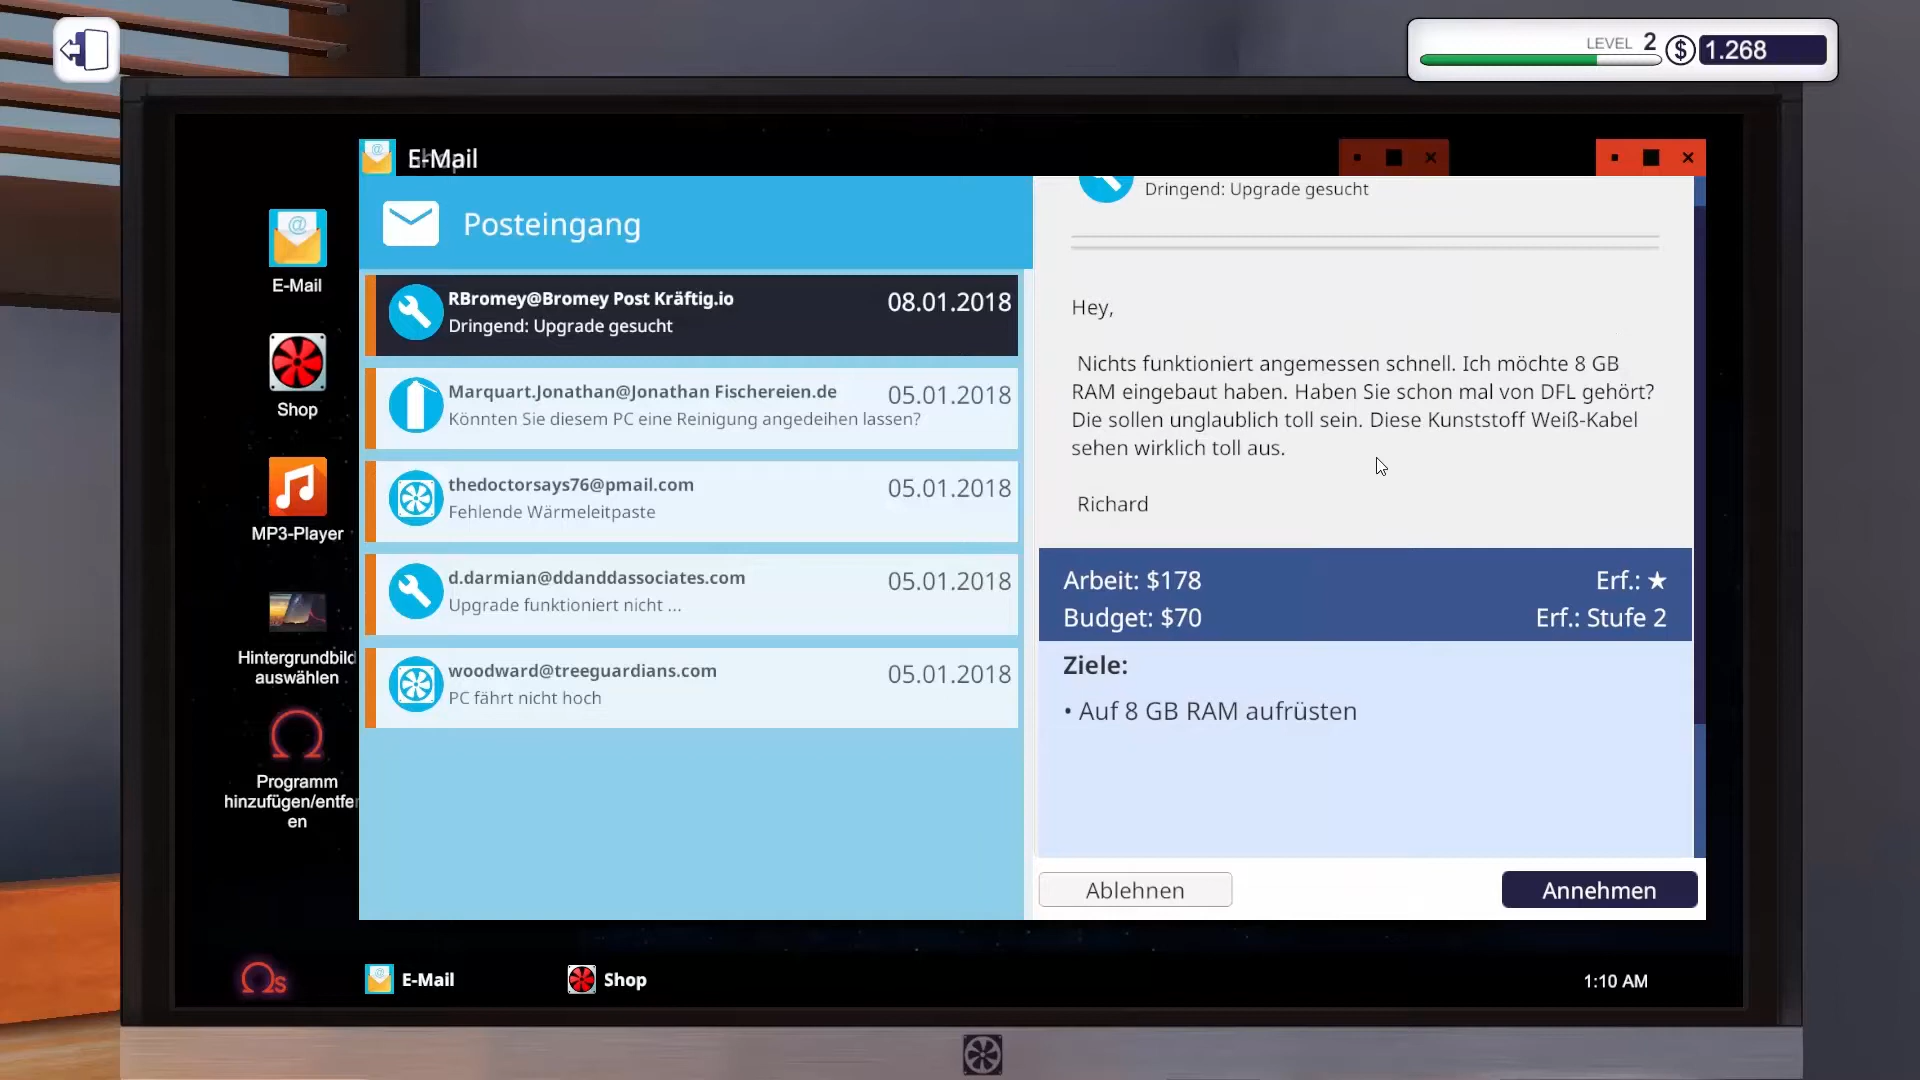 LEVEL 2 $ 1.268
E-Mail
Posteingang
RBromey@Bromey Post Kräftig.io
08.01.2018
Dringend: Upgrade gesucht
Marquart.Jonathan@Jonathan Fischereien.de
05.01.2018
Könnten Sie diesem PC eine Reinigung angedeihen lassen?
thedoctorsays76@pmail.com
05.01.2018
Fehlende Wärmeleitpaste
d.darmian@ddanddassociates.com
05.01.2018
Upgrade funktioniert nicht ...
woodward@treeguardians.com
05.01.2018
PC fährt nicht hoch
Dringend: Upgrade gesucht
Hey,
Nichts funktioniert angemessen schnell. Ich möchte 8 GB
RAM eingebaut haben. Haben Sie schon mal von DFL gehört?
Die sollen unglaublich toll sein. Diese Kunststoff Weiß-Kabel
sehen wirklich toll aus.
Richard
Arbeit: $178
Erf.: ★
Budget: $70
Erf.: Stufe 2
Ziele:
• Auf 8 GB RAM aufrüsten
Ablehnen
Annehmen
E-Mail
Shop
MP3-Player
Hintergrundbild
auswählen
Programm
hinzufügen/entfer
en
Ωs
E-Mail
Shop
1:10 AM